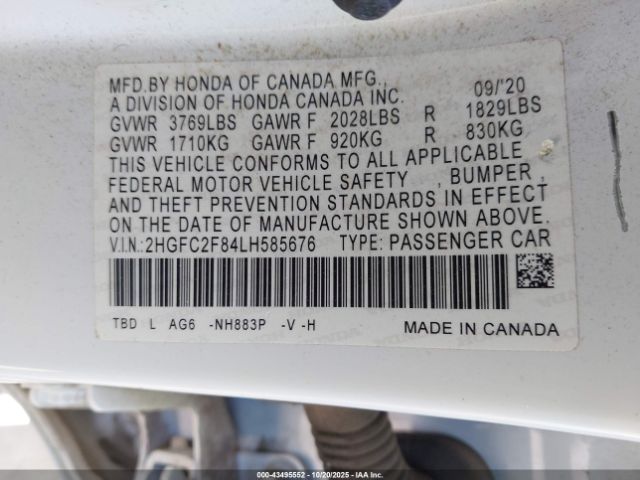 MFD.BY HONDA OF CANADA MFG., 09/'20
A DIVISION OF HONDA CANADA INC.
GVWR 3769LBS GAWR F 2028LBS R 1829LBS
GVWR 1710KG GAWR F 920KG R 830KG
THIS VEHICLE CONFORMS TO ALL APPLICABLE
FEDERAL MOTOR VEHICLE SAFETY , BUMPER ,
AND THEFT PREVENTION STANDARDS IN EFFECT
ON THE DATE OF MANUFACTURE SHOWN ABOVE.
V.I.N.:2HGFC2F84LH585676 TYPE: PASSENGER CAR
TBD L AG6 -NH883P -V -H MADE IN CANADA
000-43495552 | 10/20/2025 | IAAI.COM